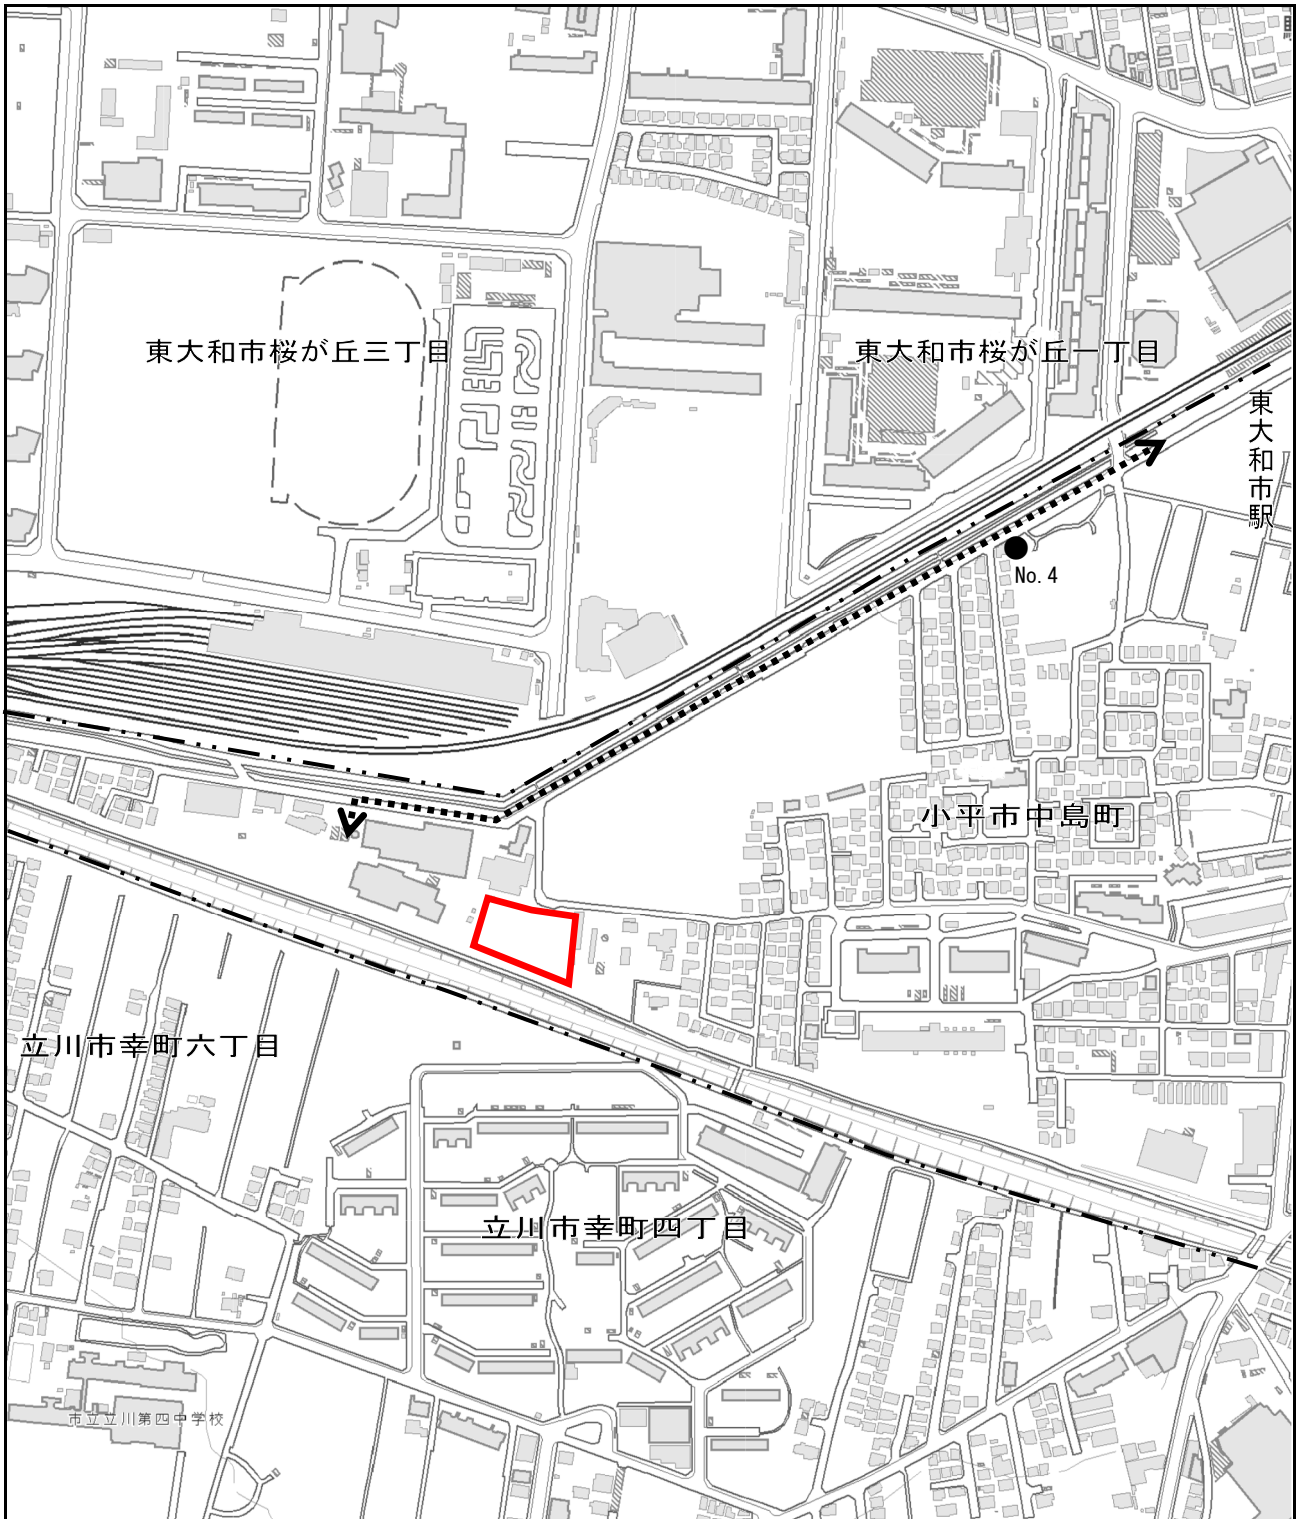 東大和市桜が丘三丁目
東大和市桜が丘一丁目
東大和市駅
No. 4
小平市中島町
立川市幸町六丁目
立川市幸町四丁目
市立立川第四中学校